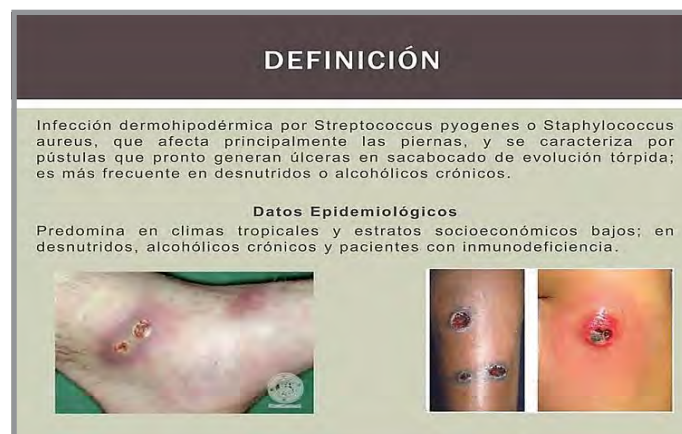 DEFINICIÓN
Infección dermohipodérmica por Streptococcus pyogenes o Staphylococcus
aureus, que afecta principalmente las piernas, y se caracteriza por
pústulas que pronto generan úlceras en sacabocado de evolución tórpida;
es más frecuente en desnutridos o alcohólicos crónicos.
Datos Epidemiológicos
Predomina en climas tropicales y estratos socioeconómicos bajos; en
desnutridos, alcohólicos crónicos y pacientes con inmunodeficiencia.